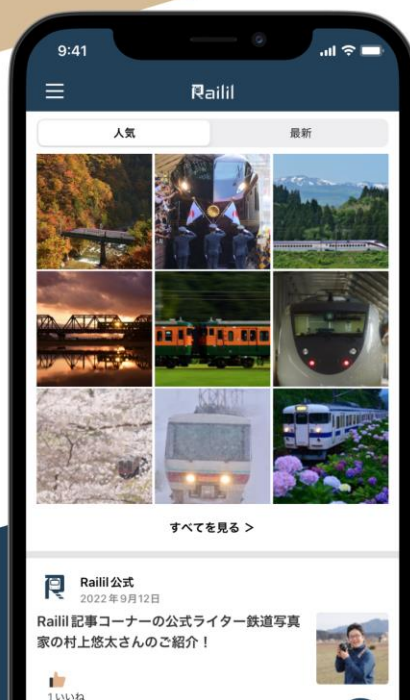 9:41
Railil
人気
最新
すべてを見る >
Railil公式
2022年9月12日
Railil記事コーナーの公式ライター鉄道写真
家の村上悠太さんのご紹介！
1いいね